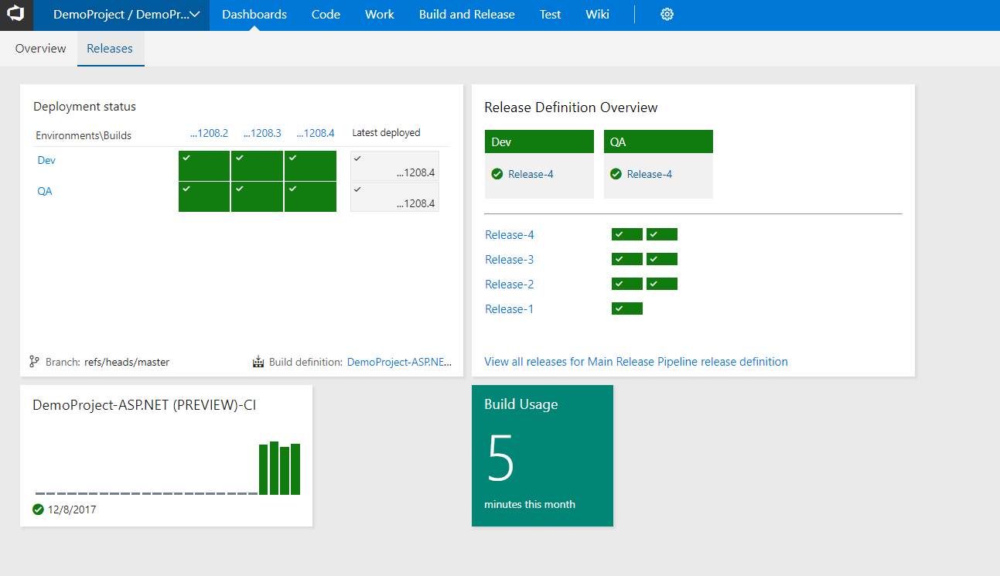 DemoProject / DemoPr...
Dashboards
Code
Work
Build and Release
Test
Wiki
Overview
Releases
Deployment status
Environments\Builds
...1208.2
...1208.3
...1208.4
Latest deployed
Dev
...1208.4
QA
...1208.4
Branch: refs/heads/master
Build definition: DemoProject-ASP.NE...
Release Definition Overview
Dev
QA
Release-4
Release-4
Release-4
Release-3
Release-2
Release-1
View all releases for Main Release Pipeline release definition
DemoProject-ASP.NET (PREVIEW)-CI
12/8/2017
Build Usage
5
minutes this month